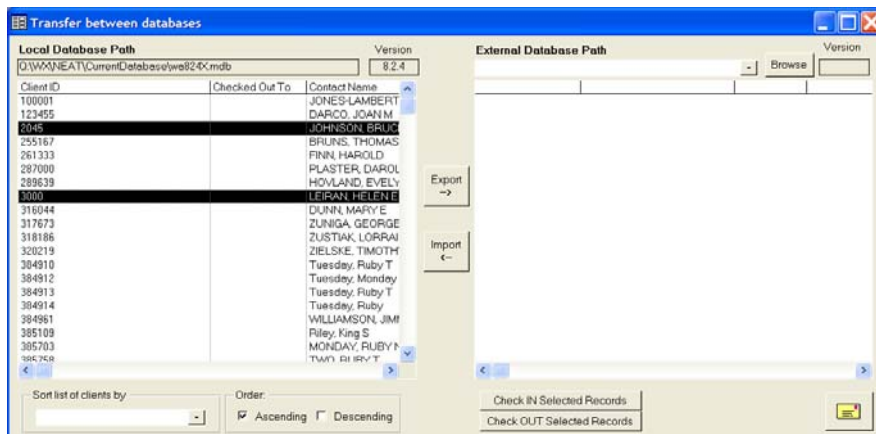 Transfer between databases
Local Database Path Version
Q:\WX\NEAT\CurrentDatabase\wa824X.mdb 8.2.4
External Database Path Version
Browse
Client ID Checked Out To Contact Name
100001 JONES-LAMBERT
123455 DARCO, JOAN M
2045 JOHNSON, BRUC
255167 BRUNS, THOMAS
261333 FINN, HAROLD
287000 PLASTER, DAROL
289639 HOVLAND, EVELY
3000 LEIRAN, HELEN E
316044 DUNN, MARY E
317673 ZUNIGA, GEORGE
318186 ZUSTIAK, LORRAI
320219 ZIELSKE, TIMOTH
384910 Tuesday, Ruby T
384912 Tuesday, Monday
384913 Tuesday, Ruby T
384914 Tuesday, Ruby
384961 WILLIAMSON, JIM
385109 Riley, King S
385703 MONDAY, RUBY N
385758 TWO, RUBY T
Export
-->
Import
<--
Sort list of clients by
Order:
Ascending Descending
Check IN Selected Records
Check OUT Selected Records